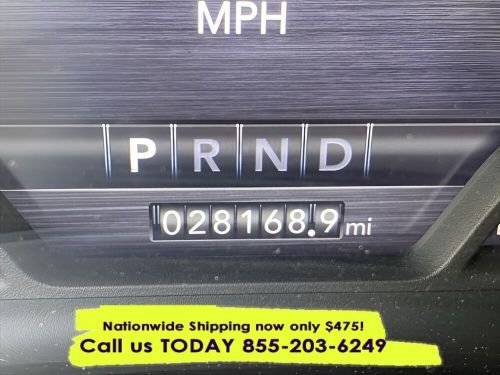 MPH
P R N D
028168.9 mi
Nationwide Shipping now only $475!
Call us TODAY 855-203-6249